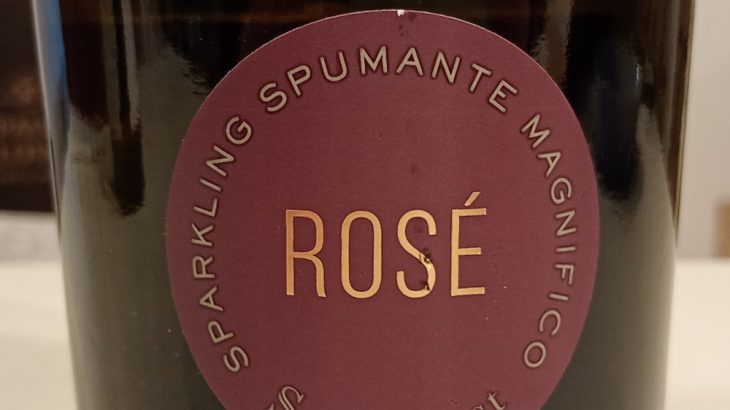 SPARKLING SPUMANTE MAGNIFICO
ROSÉ